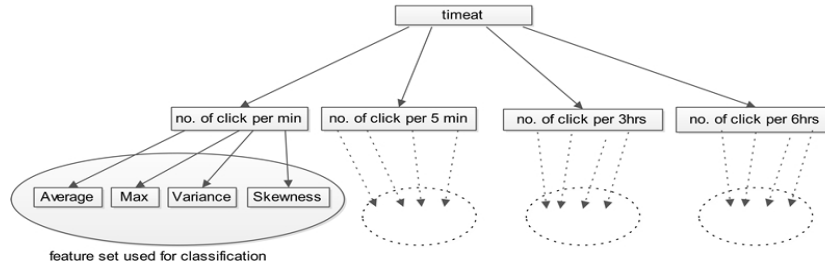 timeat
no. of click per min
no. of click per 5 min
no. of click per 3hrs
no. of click per 6hrs
Average
Max
Variance
Skewness
feature set used for classification